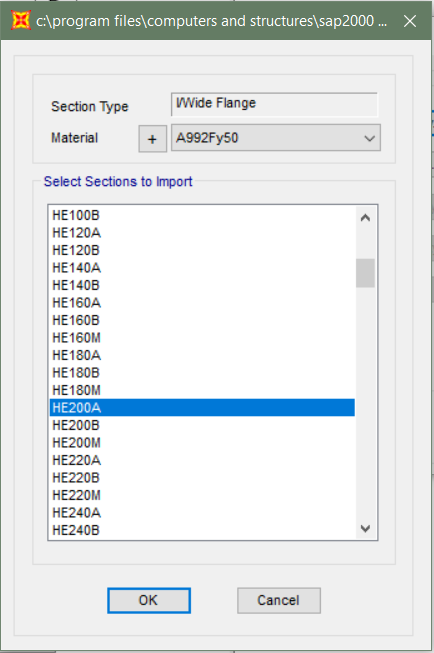 c:\program files\computers and structures\sap2000 ...
Section Type
I/Wide Flange
Material
+
A992Fy50
Select Sections to Import
HE100B
HE120A
HE120B
HE140A
HE140B
HE160A
HE160B
HE160M
HE180A
HE180B
HE180M
HE200A
HE200B
HE200M
HE220A
HE220B
HE220M
HE240A
HE240B
OK
Cancel